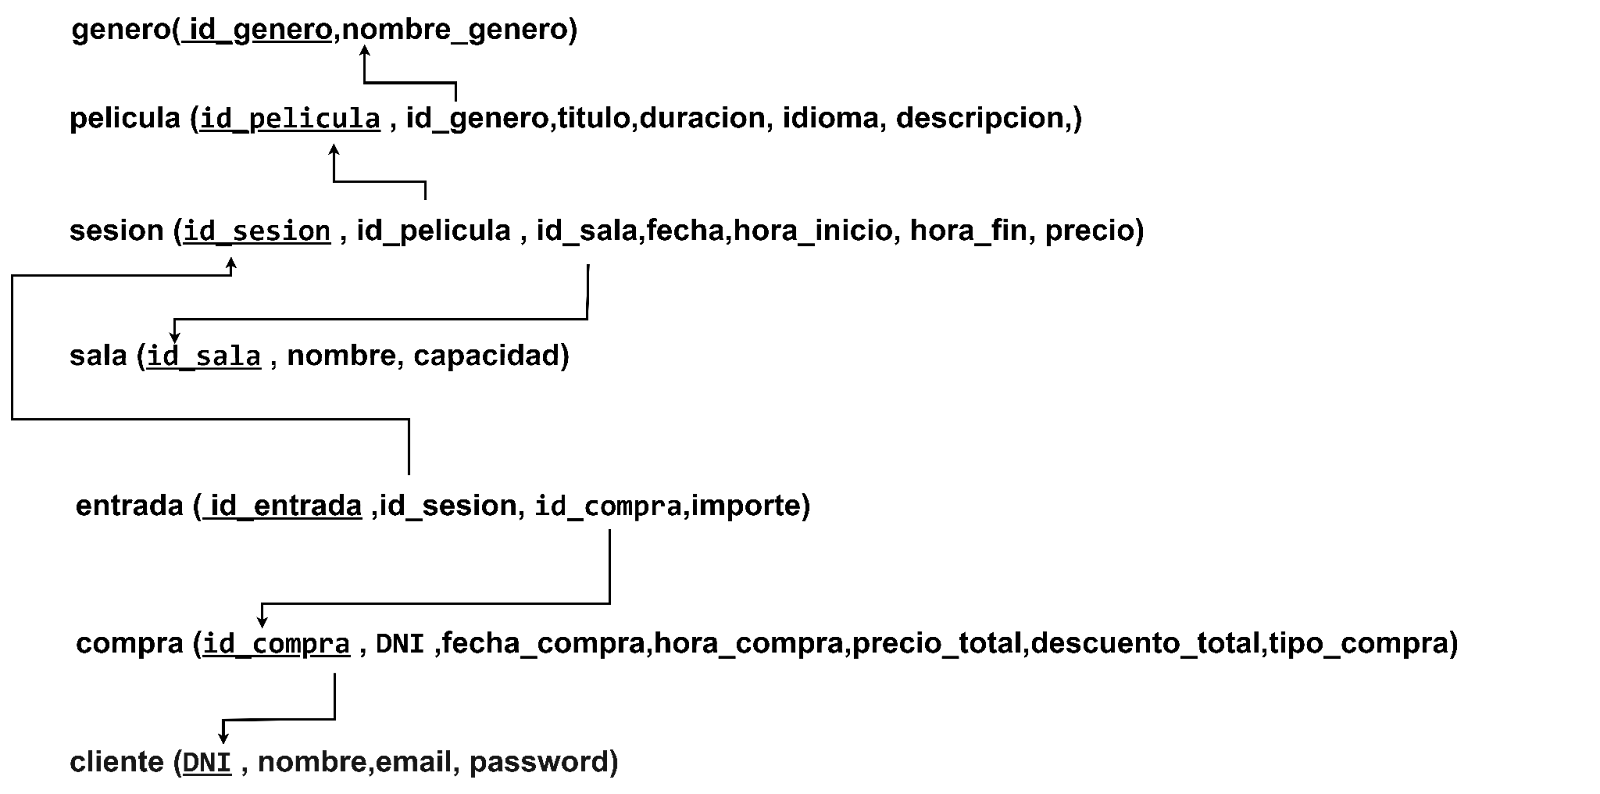 genero( id_genero,nombre_genero)
pelicula (id_pelicula , id_genero,titulo,duracion, idioma, descripcion,)
sesion (id_sesion , id_pelicula , id_sala,fecha,hora_inicio, hora_fin, precio)
sala (id_sala , nombre, capacidad)
entrada ( id_entrada ,id_sesion, id_compra,importe)
compra (id_compra , DNI ,fecha_compra,hora_compra,precio_total,descuento_total,tipo_compra)
cliente (DNI , nombre,email, password)